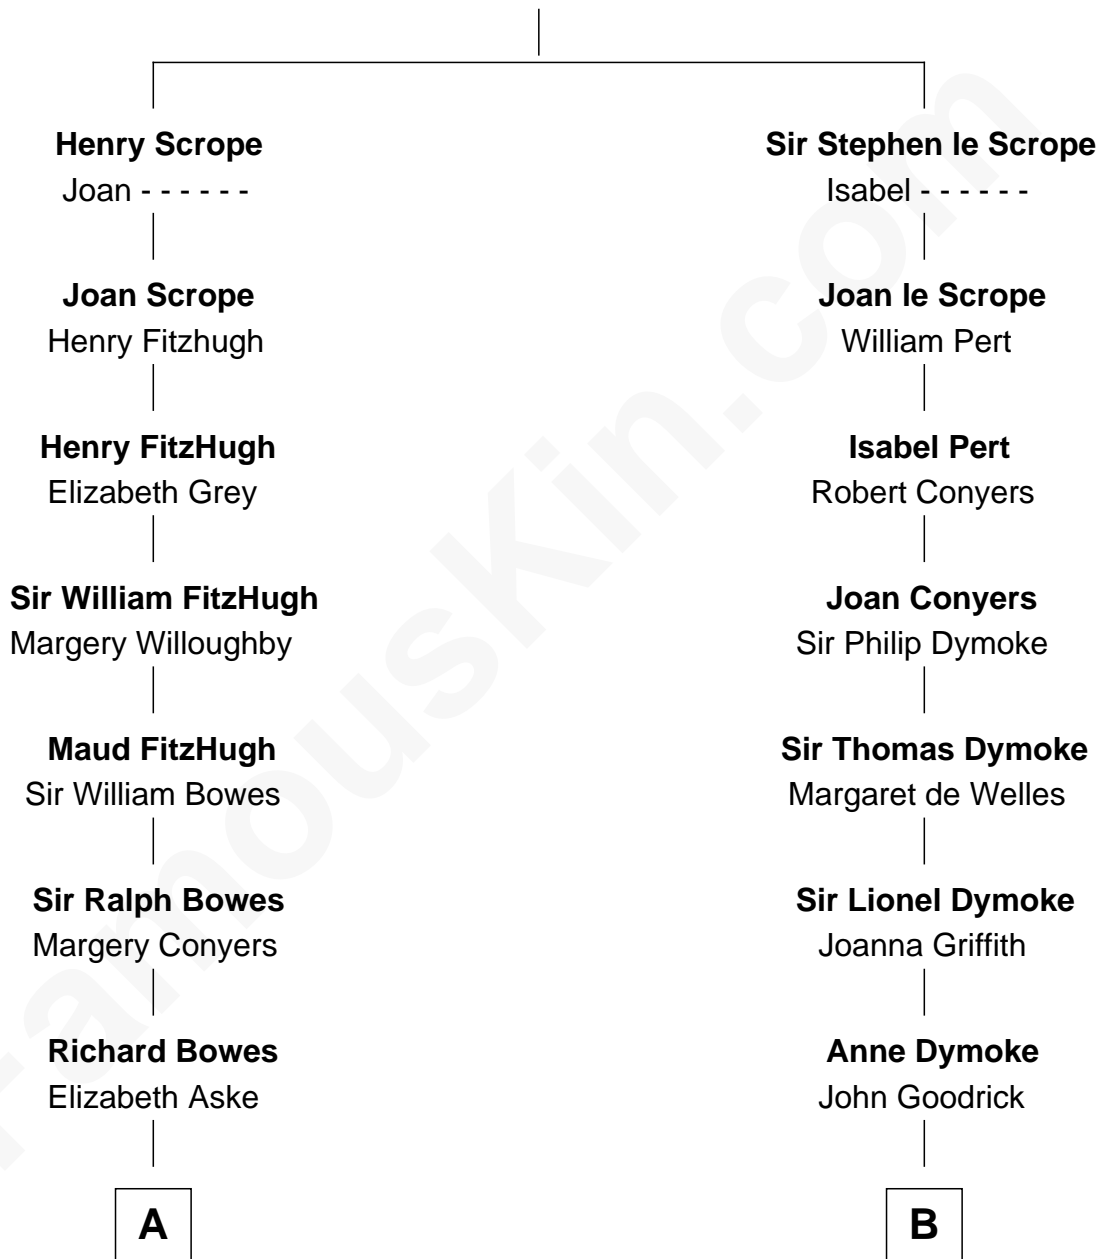 Henry Scrope
Joan - - - - - -
Joan Scrope
Henry Fitzhugh
Henry FitzHugh
Elizabeth Grey
Sir William FitzHugh
Margery Willoughby
Maud FitzHugh
Sir William Bowes
Sir Ralph Bowes
Margery Conyers
Richard Bowes
Elizabeth Aske
A
Sir Stephen le Scrope
Isabel - - - - - -
Joan le Scrope
William Pert
Isabel Pert
Robert Conyers
Joan Conyers
Sir Philip Dymoke
Sir Thomas Dymoke
Margaret de Welles
Sir Lionel Dymoke
Joanna Griffith
Anne Dymoke
John Goodrick
B
FamousKin.com